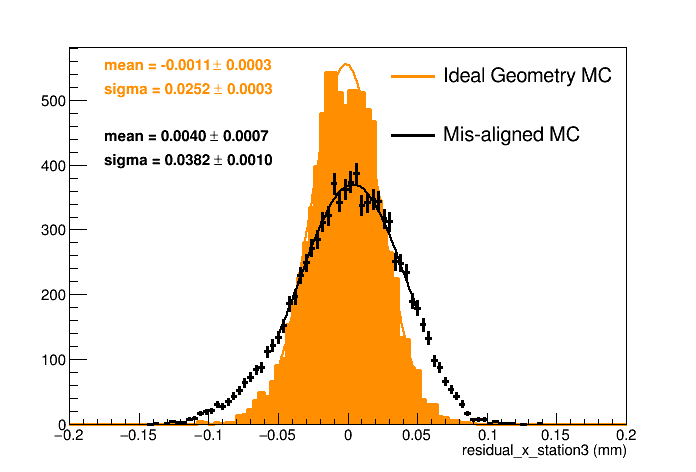 mean = -0.0011 ± 0.0003
sigma = 0.0252 ± 0.0003
Ideal Geometry MC
mean = 0.0040 ± 0.0007
sigma = 0.0382 ± 0.0010
Mis-aligned MC
500
400
300
200
100
0
−0.2 −0.15 −0.1 −0.05 0 0.05 0.1 0.15 0.2
residual_x_station3 (mm)